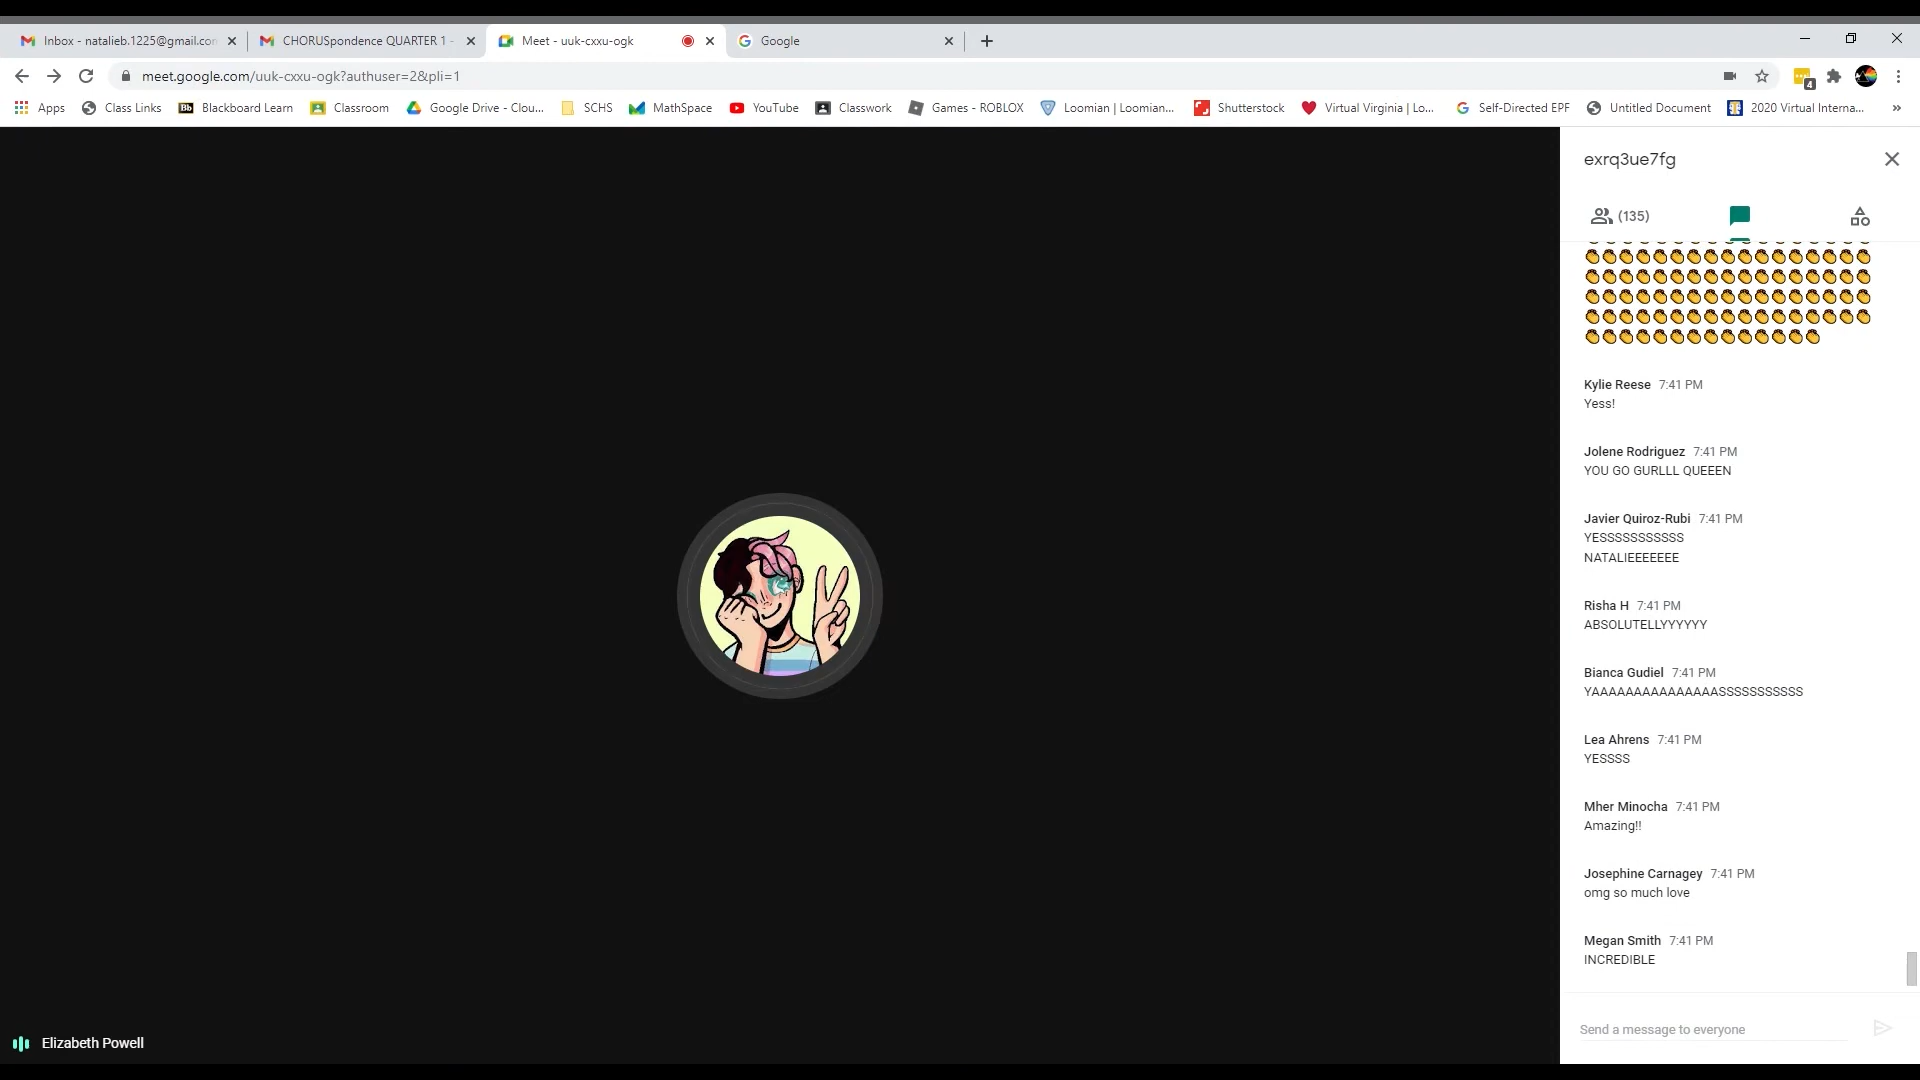 Inbox - natalieb.1225@gmail.con
CHORUSpondence QUARTER 1 -
Meet - uuk-cxxu-ogk
Google
meet.google.com/uuk-cxxu-ogk?authuser=2&pli=1
4
Apps
Class Links
Bb Blackboard Learn
Classroom
Google Drive - Clou...
SCHS
MathSpace
YouTube
Classwork
Games - ROBLOX
Loomian | Loomian...
Shutterstock
Virtual Virginia | Lo...
Self-Directed EPF
Untitled Document
2020 Virtual Interna...
exrq3ue7fg
(135)
Kylie Reese 7:41 PM
Yess!
Jolene Rodriguez 7:41 PM
YOU GO GURLLL QUEEEN
Javier Quiroz-Rubi 7:41 PM
YESSSSSSSSSSS
NATALIEEEEEEE
Risha H 7:41 PM
ABSOLUTELLYYYYYY
Bianca Gudiel 7:41 PM
YAAAAAAAAAAAAAAASSSSSSSSSSS
Lea Ahrens 7:41 PM
YESSSS
Mher Minocha 7:41 PM
Amazing!!
Josephine Carnagey 7:41 PM
omg so much love
Megan Smith 7:41 PM
INCREDIBLE
Send a message to everyone
Elizabeth Powell